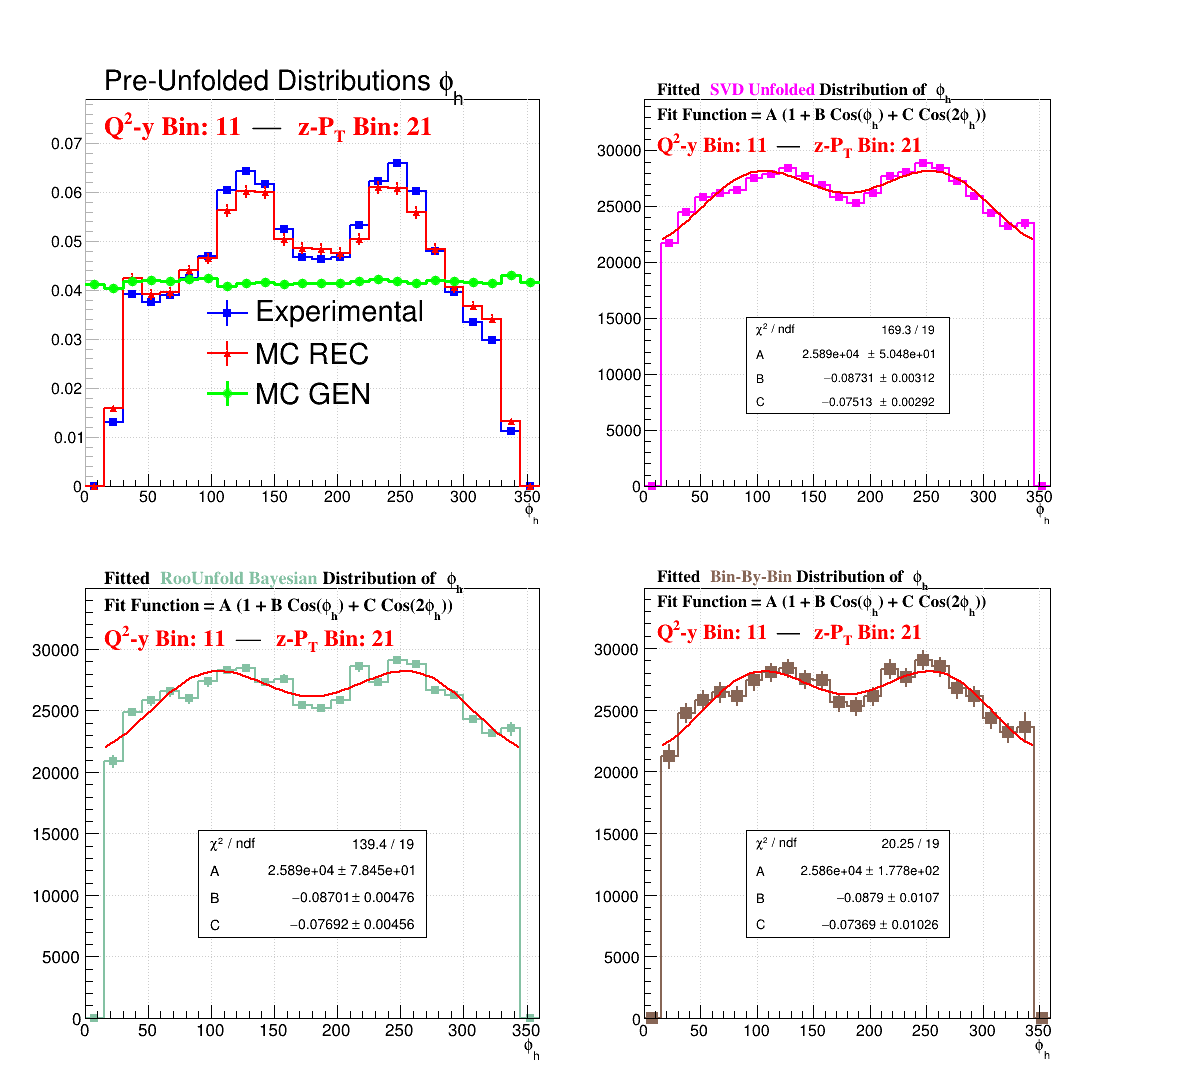 Pre-Unfolded Distributions ϕh
Q2-y Bin: 11 — z-PT Bin: 21
0.07
0.06
0.05
0.04
0.03
0.02
0.01
0
Experimental
MC REC
MC GEN
0 50 100 150 200 250 300 350
ϕh
Fitted SVD Unfolded Distribution of ϕh
Fit Function = A (1 + B Cos(ϕh) + C Cos(2ϕh))
Q2-y Bin: 11 — z-PT Bin: 21
30000
25000
20000
15000
10000
5000
0
χ2 / ndf 169.3 / 19
A 2.589e+04 ± 5.048e+01
B −0.08731 ± 0.00312
C −0.07513 ± 0.00292
0 50 100 150 200 250 300 350
ϕh
Fitted RooUnfold Bayesian Distribution of ϕh
Fit Function = A (1 + B Cos(ϕh) + C Cos(2ϕh))
Q2-y Bin: 11 — z-PT Bin: 21
30000
25000
20000
15000
10000
5000
0
χ2 / ndf 139.4 / 19
A 2.589e+04 ± 7.845e+01
B −0.08701 ± 0.00476
C −0.07692 ± 0.00456
0 50 100 150 200 250 300 350
ϕh
Fitted Bin-By-Bin Distribution of ϕh
Fit Function = A (1 + B Cos(ϕh) + C Cos(2ϕh))
Q2-y Bin: 11 — z-PT Bin: 21
30000
25000
20000
15000
10000
5000
0
χ2 / ndf 20.25 / 19
A 2.586e+04 ± 1.778e+02
B −0.0879 ± 0.0107
C −0.07369 ± 0.01026
0 50 100 150 200 250 300 350
ϕh